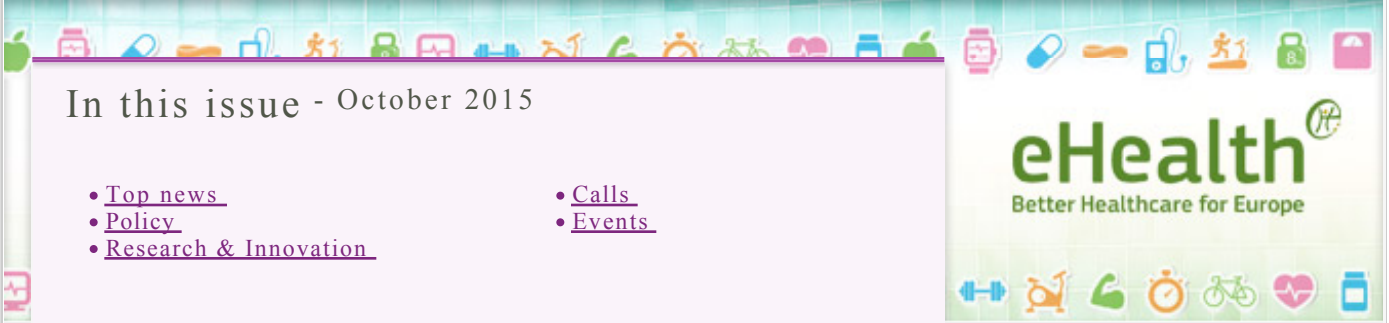 In this issue - October 2015
Top news
Policy
Research & Innovation
Calls
Events
eHealth
Better Healthcare for Europe